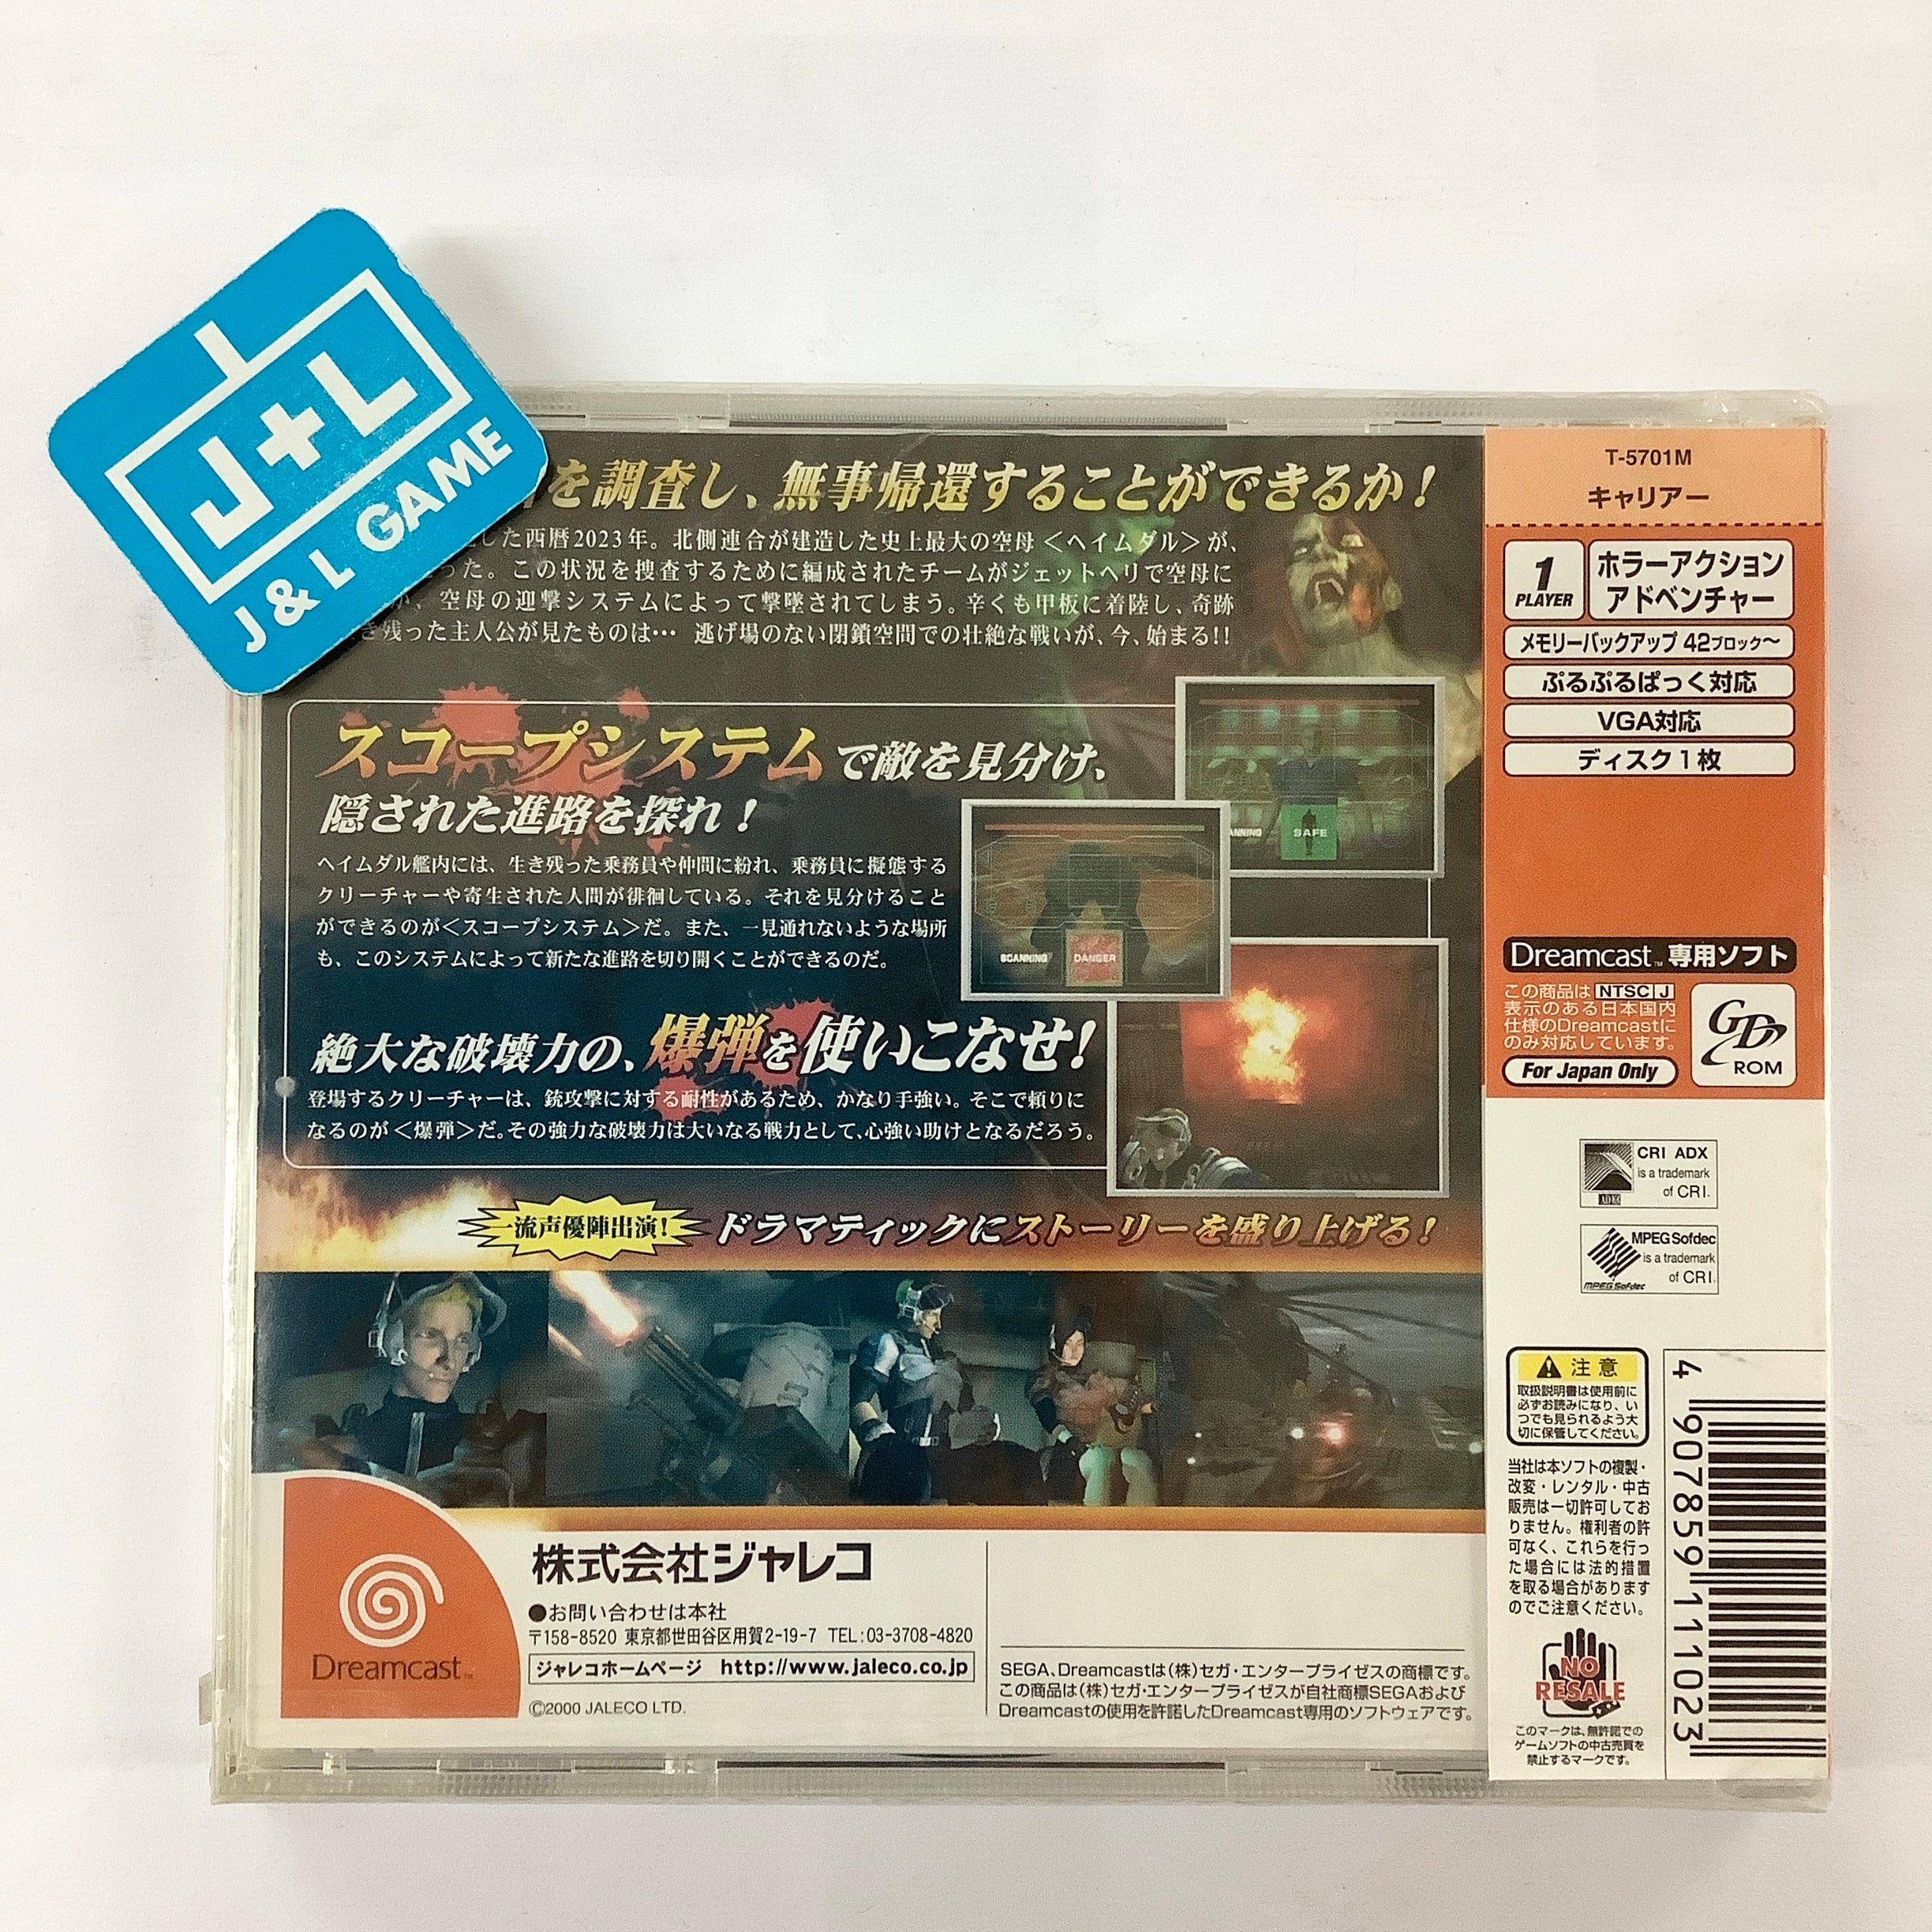 J+L
J&L GAME
を調査し、無事帰還することができるか!
した西暦2023年。北側連合が建造した史上最大の空母<ヘイムダル>が、
った。この状況を捜査するために編成されたチームがジェットヘリで空母に
、空母の迎撃システムによって撃墜されてしまう。辛くも甲板に着陸し、奇跡
き残った主人公が見たものは… 逃げ場のない閉鎖空間での壮絶な戦いが、今、始まる!!
スコープシステムで敵を見分け、
隠された進路を探れ!
ヘイムダル艦内には、生き残った乗務員や仲間に紛れ、乗務員に擬態する
クリーチャーや寄生された人間が徘徊している。それを見分けること
ができるのが<スコープシステム>だ。また、一見通れないような場所
も、このシステムによって新たな進路を切り開くことができるのだ。
SAFE
SCANNING DANGER
絶大な破壊力の、爆弾を使いこなせ!
登場するクリーチャーは、銃攻撃に対する耐性があるため、かなり手強い。そこで頼りに
なるのが<爆弾>だ。その強力な破壊力は大いなる戦力として、心強い助けとなるだろう。
一流声優陣出演! ドラマティックにストーリーを盛り上げる!
Dreamcast™
株式会社ジャレコ
●お問い合わせは本社
〒158-8520 東京都世田谷区用賀2-19-7 TEL:03-3708-4820
ジャレコホームページ http://www.jaleco.co.jp
©2000 JALECO LTD.
SEGA、Dreamcastは(株)セガ・エンタープライゼスの商標です。
この商品は(株)セガ・エンタープライゼスが自社商標SEGAおよび
Dreamcastの使用を許諾したDreamcast専用のソフトウェアです。
T-5701M
キャリアー
1 PLAYER
ホラーアクション
アドベンチャー
メモリーバックアップ 42ブロック〜
ぷるぷるぱっく対応
VGA対応
ディスク1枚
Dreamcast™ 専用ソフト
この商品は NTSC J
表示のある日本国内
仕様のDreamcastに
のみ対応しています。
For Japan Only
GD ROM
CRI ADX
is a trademark
of CRI.
ADX
MPEG Sofdec
is a trademark
of CRI.
MPEG Sofdec
注意
取扱説明書は使用前に
必ずお読みになり、い
つでも見られるよう大
切に保管してください。
当社は本ソフトの複製・
改変・レンタル・中古
販売は一切許可してお
りません。権利者の許
可なく、これらを行っ
た場合には法的措置
を取る場合があります
のでご注意ください。
NO
RESALE
このマークは、無許諾での
ゲームソフトの中古売買を
禁止するマークです。
4 907859 111023